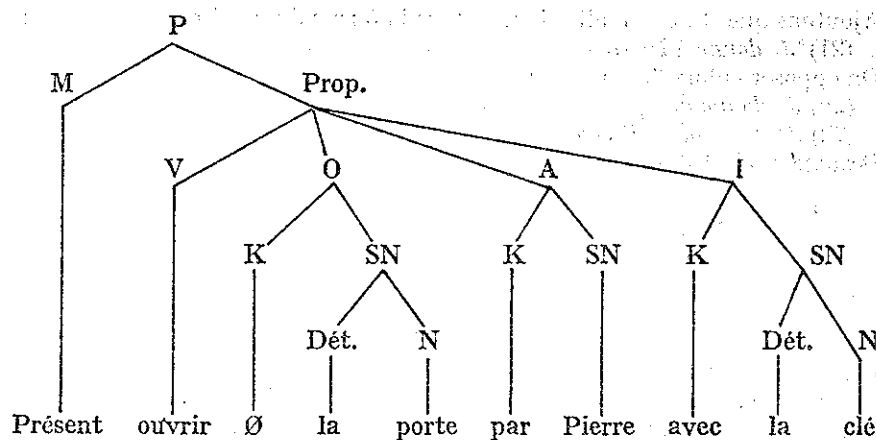 P
M Prop.
V O A I
K SN K SN K SN
Dét. N Dét. N
Présent ouvrir Ø la porte par Pierre avec la clé